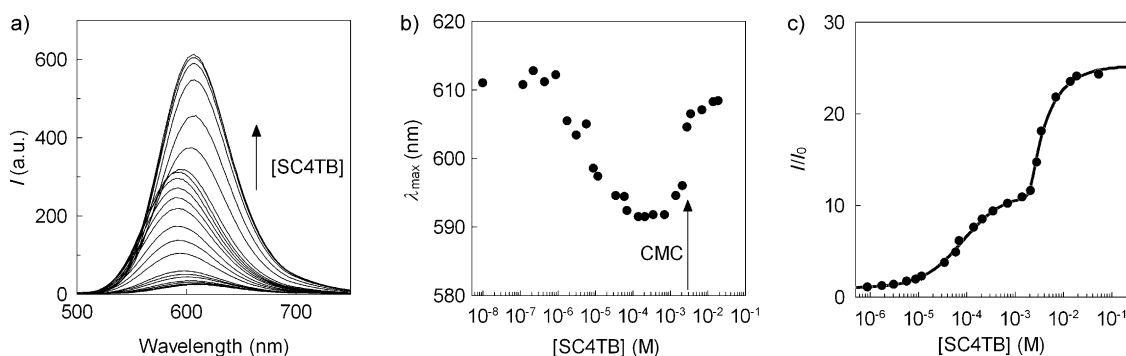 a)
I (a.u.)
600
400
200
0
500
600
700
Wavelength (nm)
[SC4TB]
b)
λmax (nm)
620
610
600
590
580
CMC
10⁻⁸ 10⁻⁷ 10⁻⁶ 10⁻⁵ 10⁻⁴ 10⁻³ 10⁻² 10⁻¹
[SC4TB] (M)
c)
I/I₀
30
20
10
0
10⁻⁶ 10⁻⁵ 10⁻⁴ 10⁻³ 10⁻² 10⁻¹
[SC4TB] (M)